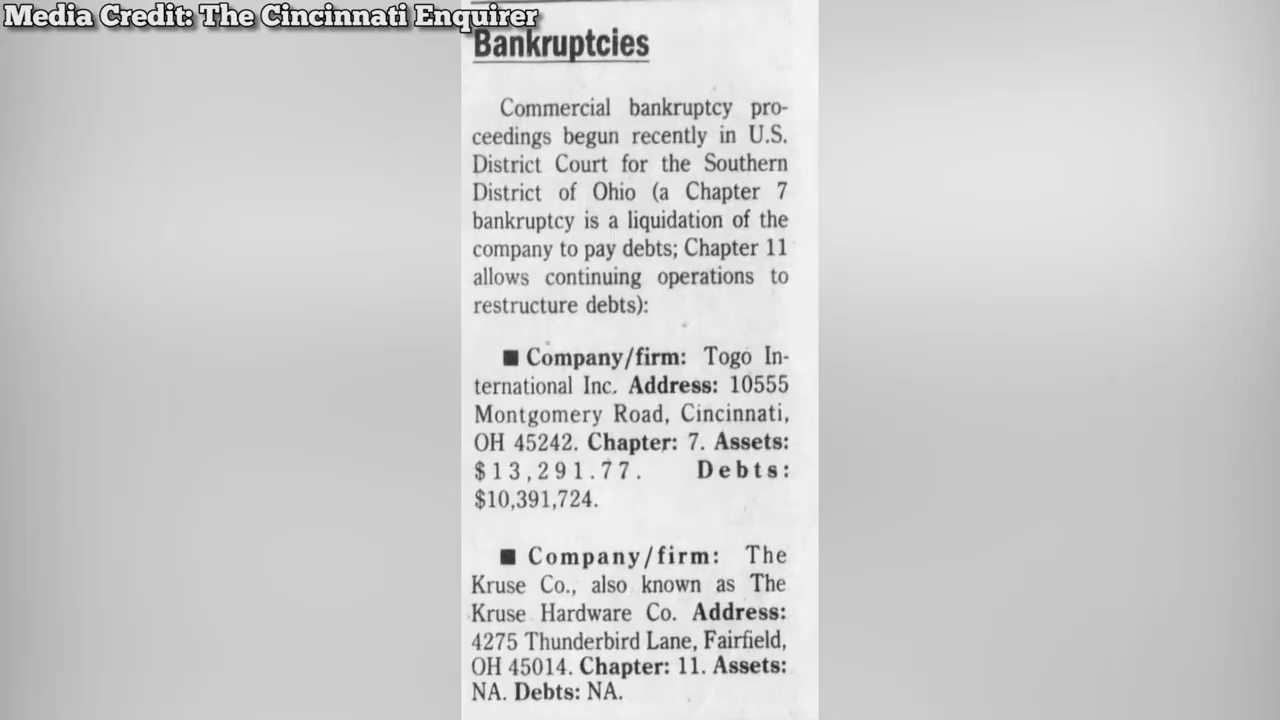 Media Credit: The Cincinnati Enquirer
Bankruptcies
Commercial bankruptcy pro-
ceedings begun recently in U.S.
District Court for the Southern
District of Ohio (a Chapter 7
bankruptcy is a liquidation of the
company to pay debts; Chapter 11
allows continuing operations to
restructure debts):
■ Company/firm: Togo In-
ternational Inc. Address: 10555
Montgomery Road, Cincinnati,
OH 45242. Chapter: 7. Assets:
$13,291.77. Debts:
$10,391,724.
■ Company/firm: The
Kruse Co., also known as The
Kruse Hardware Co. Address:
4275 Thunderbird Lane, Fairfield,
OH 45014. Chapter: 11. Assets:
NA. Debts: NA.